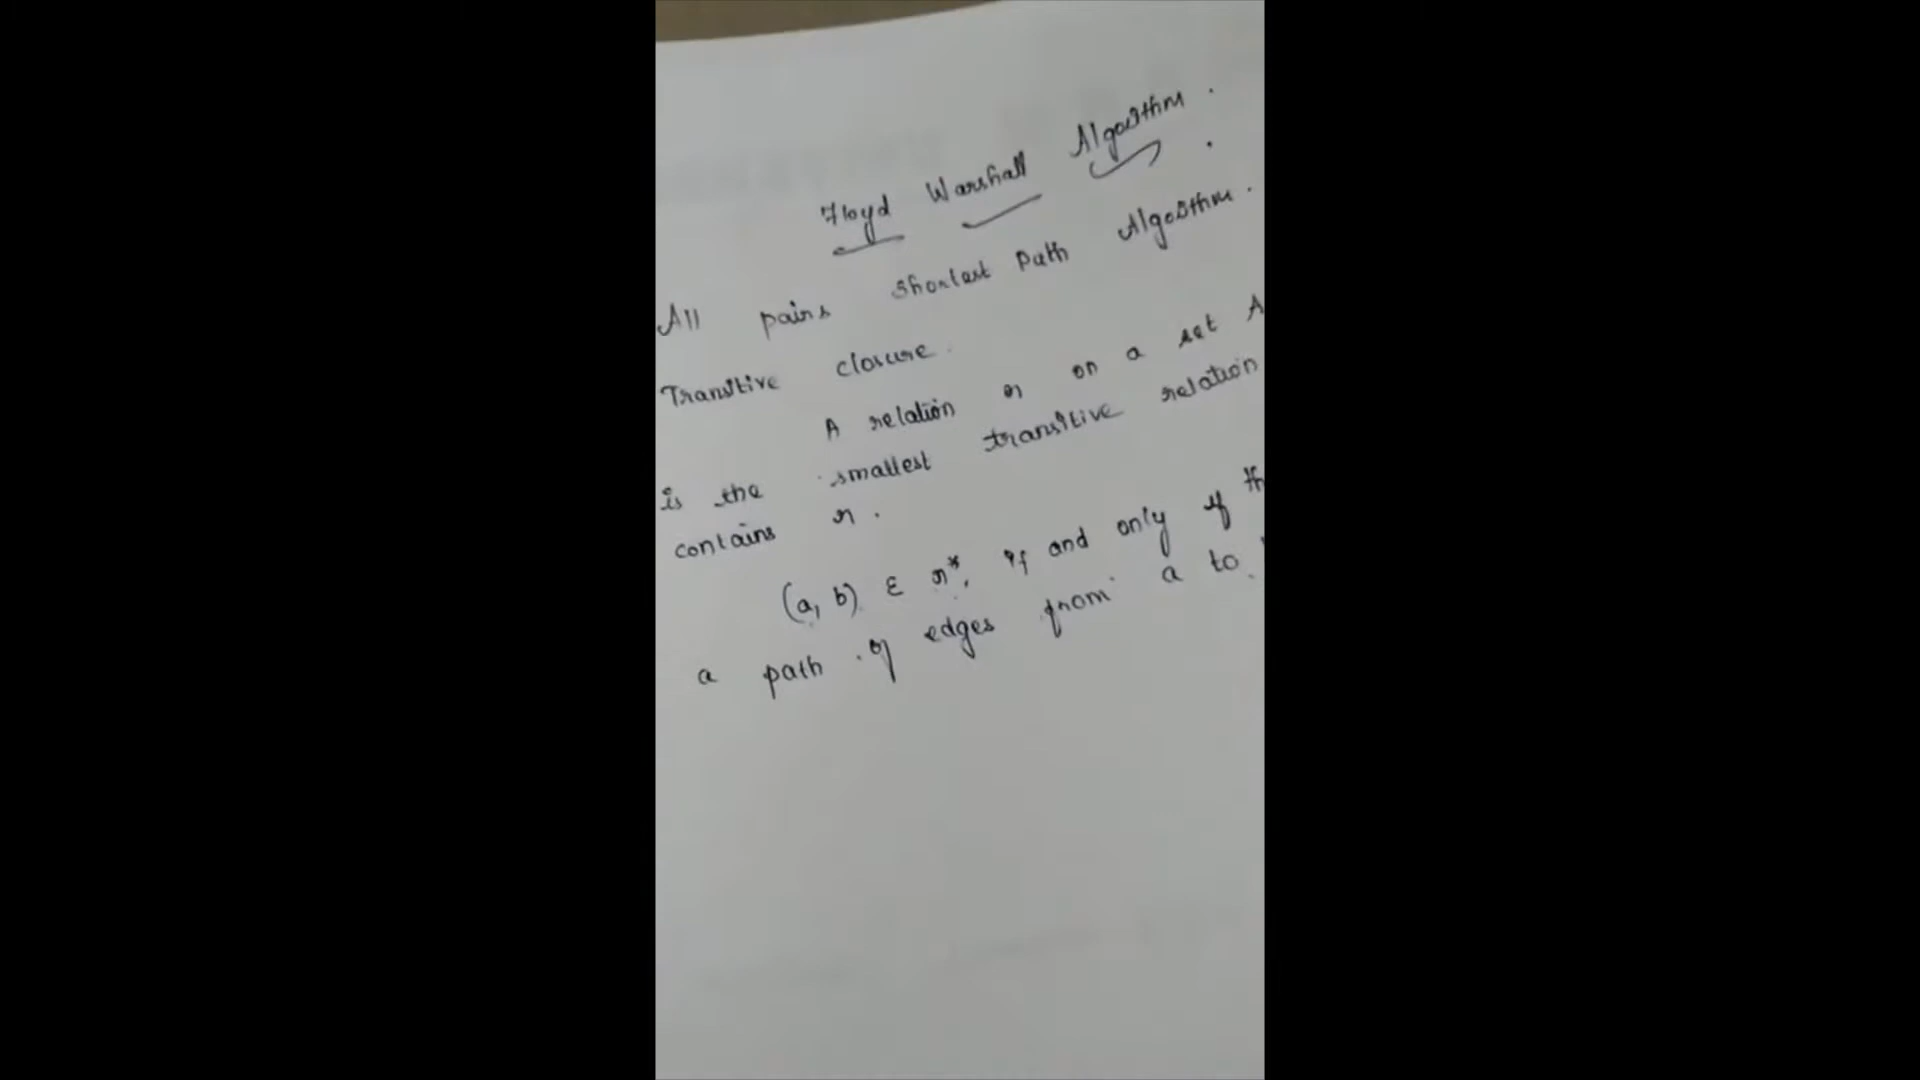 Floyd Warshall Algorithm.
All pairs shortest Path Algorithm.
Transitive closure.
A relation r on a set A
is the smallest transitive relation
contains r.
(a, b) ε r*, if and only if th
a path of edges from a to